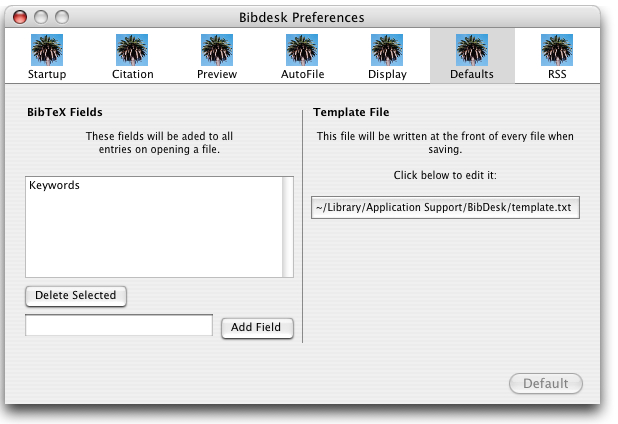 Bibdesk Preferences
Startup Citation Preview AutoFile Display Defaults RSS
BibTeX Fields
These fields will be aded to all
entries on opening a file.
Keywords
Delete Selected
Add Field
Template File
This file will be written at the front of every file when
saving.
Click below to edit it:
~/Library/Application Support/BibDesk/template.txt
Default